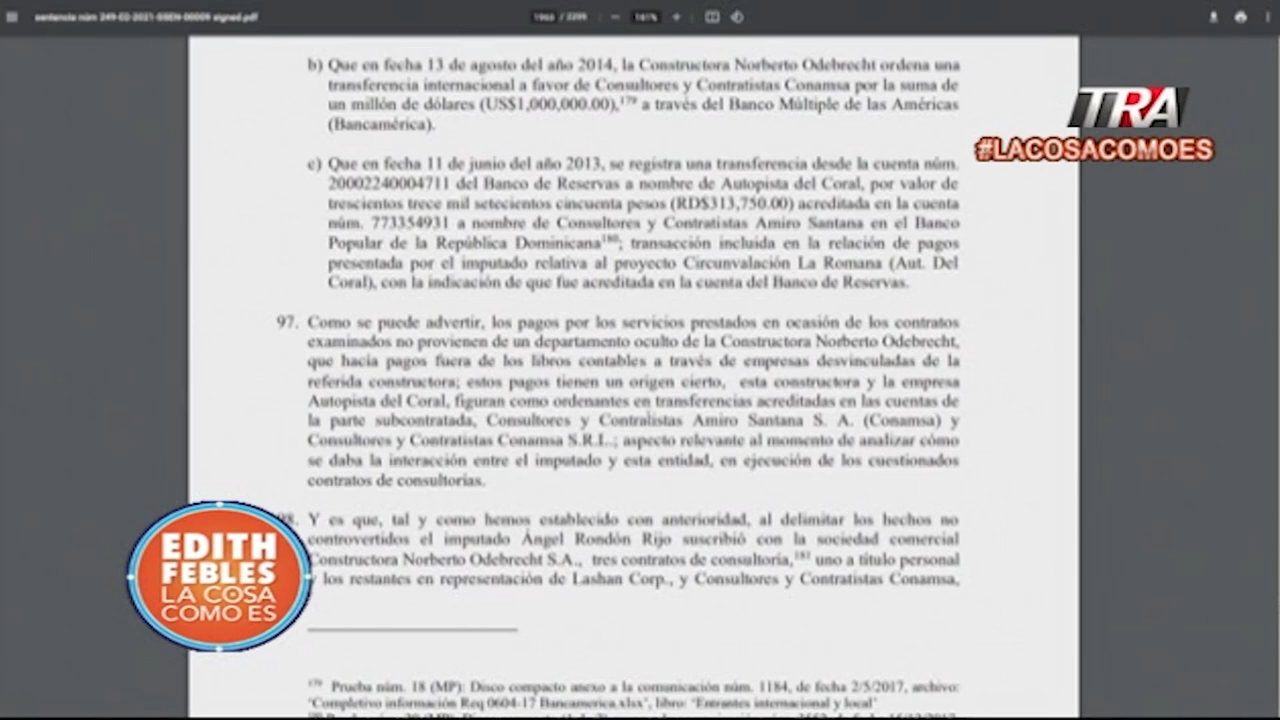 sentencia núm 249-02-2021-SSEN-00009 signed.pdf
/ 2299
161%
b) Que en fecha 13 de agosto del año 2014, la Constructora Norberto Odebrecht ordena una
transferencia internacional a favor de Consultores y Contratistas Conamsa por la suma de
un millón de dólares (US$1,000,000.00),179 a través del Banco Múltiple de las Américas
(Bancamérica).
TRA
#LACOSACOMOES
c) Que en fecha 11 de junio del año 2013, se registra una transferencia desde la cuenta núm.
20002240004711 del Banco de Reservas a nombre de Autopista del Coral, por valor de
trescientos trece mil setecientos cincuenta pesos (RD$313,750.00) acreditada en la cuenta
núm. 773354931 a nombre de Consultores y Contratistas Amiro Santana en el Banco
Popular de la República Dominicana180; transacción incluida en la relación de pagos
presentada por el imputado relativa al proyecto Circunvalación La Romana (Aut. Del
Coral), con la indicación de que fue acreditada en la cuenta del Banco de Reservas.
97. Como se puede advertir, los pagos por los servicios prestados en ocasión de los contratos
examinados no provienen de un departamento oculto de la Constructora Norberto Odebrecht,
que hacía pagos fuera de los libros contables a través de empresas desvinculadas de la
referida constructora; estos pagos tienen un origen cierto, esta constructora y la empresa
Autopista del Coral, figuran como ordenantes en transferencias acreditadas en las cuentas de
la parte subcontratada, Consultores y Contratistas Amiro Santana S. A. (Conamsa) y
Consultores y Contratistas Conamsa S.R.L.; aspecto relevante al momento de analizar cómo
se daba la interacción entre el imputado y esta entidad, en ejecución de los cuestionados
contratos de consultorías.
98. Y es que, tal y como hemos establecido con anterioridad, al delimitar los hechos no
controvertidos el imputado Ángel Rondón Rijo suscribió con la sociedad comercial
Constructora Norberto Odebrecht S.A., tres contratos de consultoría,181 uno a título personal
y los restantes en representación de Lashan Corp., y Consultores y Contratistas Conamsa,
EDITH
FEBLES
LA COSA
COMO ES
179 Prueba núm. 18 (MP): Disco compacto anexo a la comunicación núm. 1184, de fecha 2/5/2017, archivo:
"Completivo información Req 0604-17 Bancamerica.xlsx", libro: "Entrantes internacional y local"